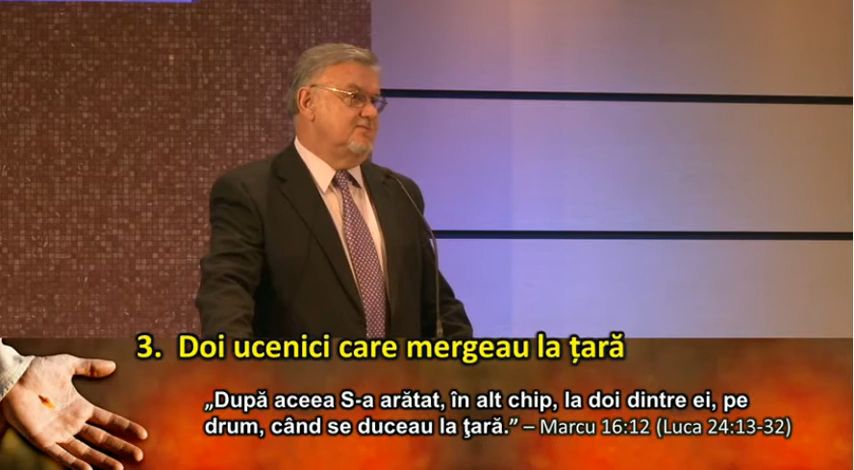 3. Doi ucenici care mergeau la țară
„După aceea S-a arătat, în alt chip, la doi dintre ei, pe
drum, când se duceau la ţară.” – Marcu 16:12 (Luca 24:13-32)